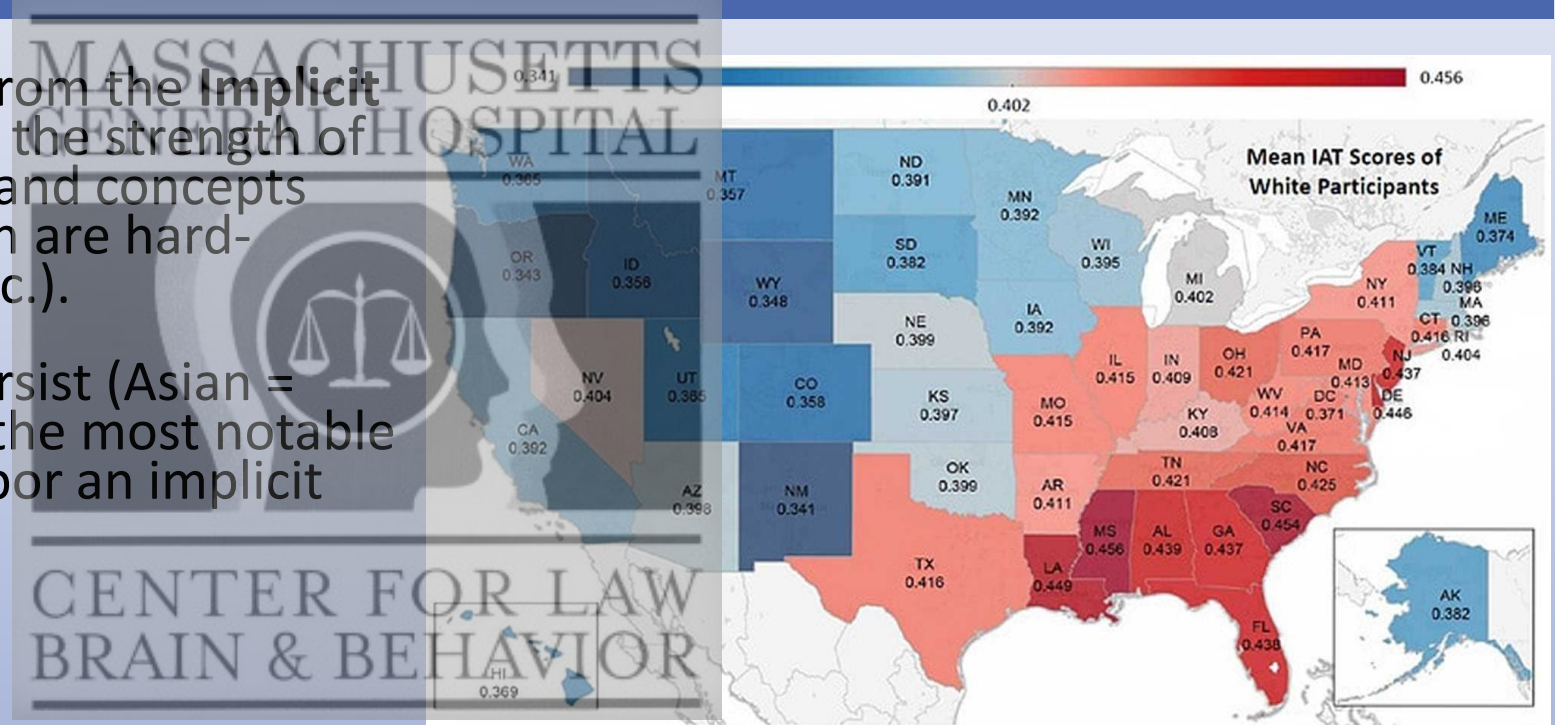 MASSACHUSETTS
GENERAL HOSPITAL
CENTER FOR LAW
BRAIN & BEHAVIOR
rom the Implicit
the strength of
and concepts
n are hard-
c.).
rsist (Asian =
the most notable
oor an implicit
0.341
0.402
0.456
Mean IAT Scores of
White Participants
WA
0.365
MT
0.357
ND
0.391
MN
0.392
OR
0.343
ID
0.356
WY
0.348
SD
0.382
WI
0.395
MI
0.402
ME
0.374
VT
0.384
NH
0.396
MA
0.396
NY
0.411
CT
0.416
RI
0.404
NV
0.404
UT
0.365
CO
0.358
NE
0.399
IA
0.392
IL
0.415
IN
0.409
OH
0.421
PA
0.417
NJ
0.437
MD
0.413
DE
0.446
CA
0.392
KS
0.397
MO
0.415
KY
0.408
WV
0.414
DC
0.371
VA
0.417
AZ
0.398
NM
0.341
OK
0.399
AR
0.411
TN
0.421
NC
0.425
SC
0.454
TX
0.416
LA
0.449
MS
0.456
AL
0.439
GA
0.437
FL
0.438
HI
0.369
AK
0.382